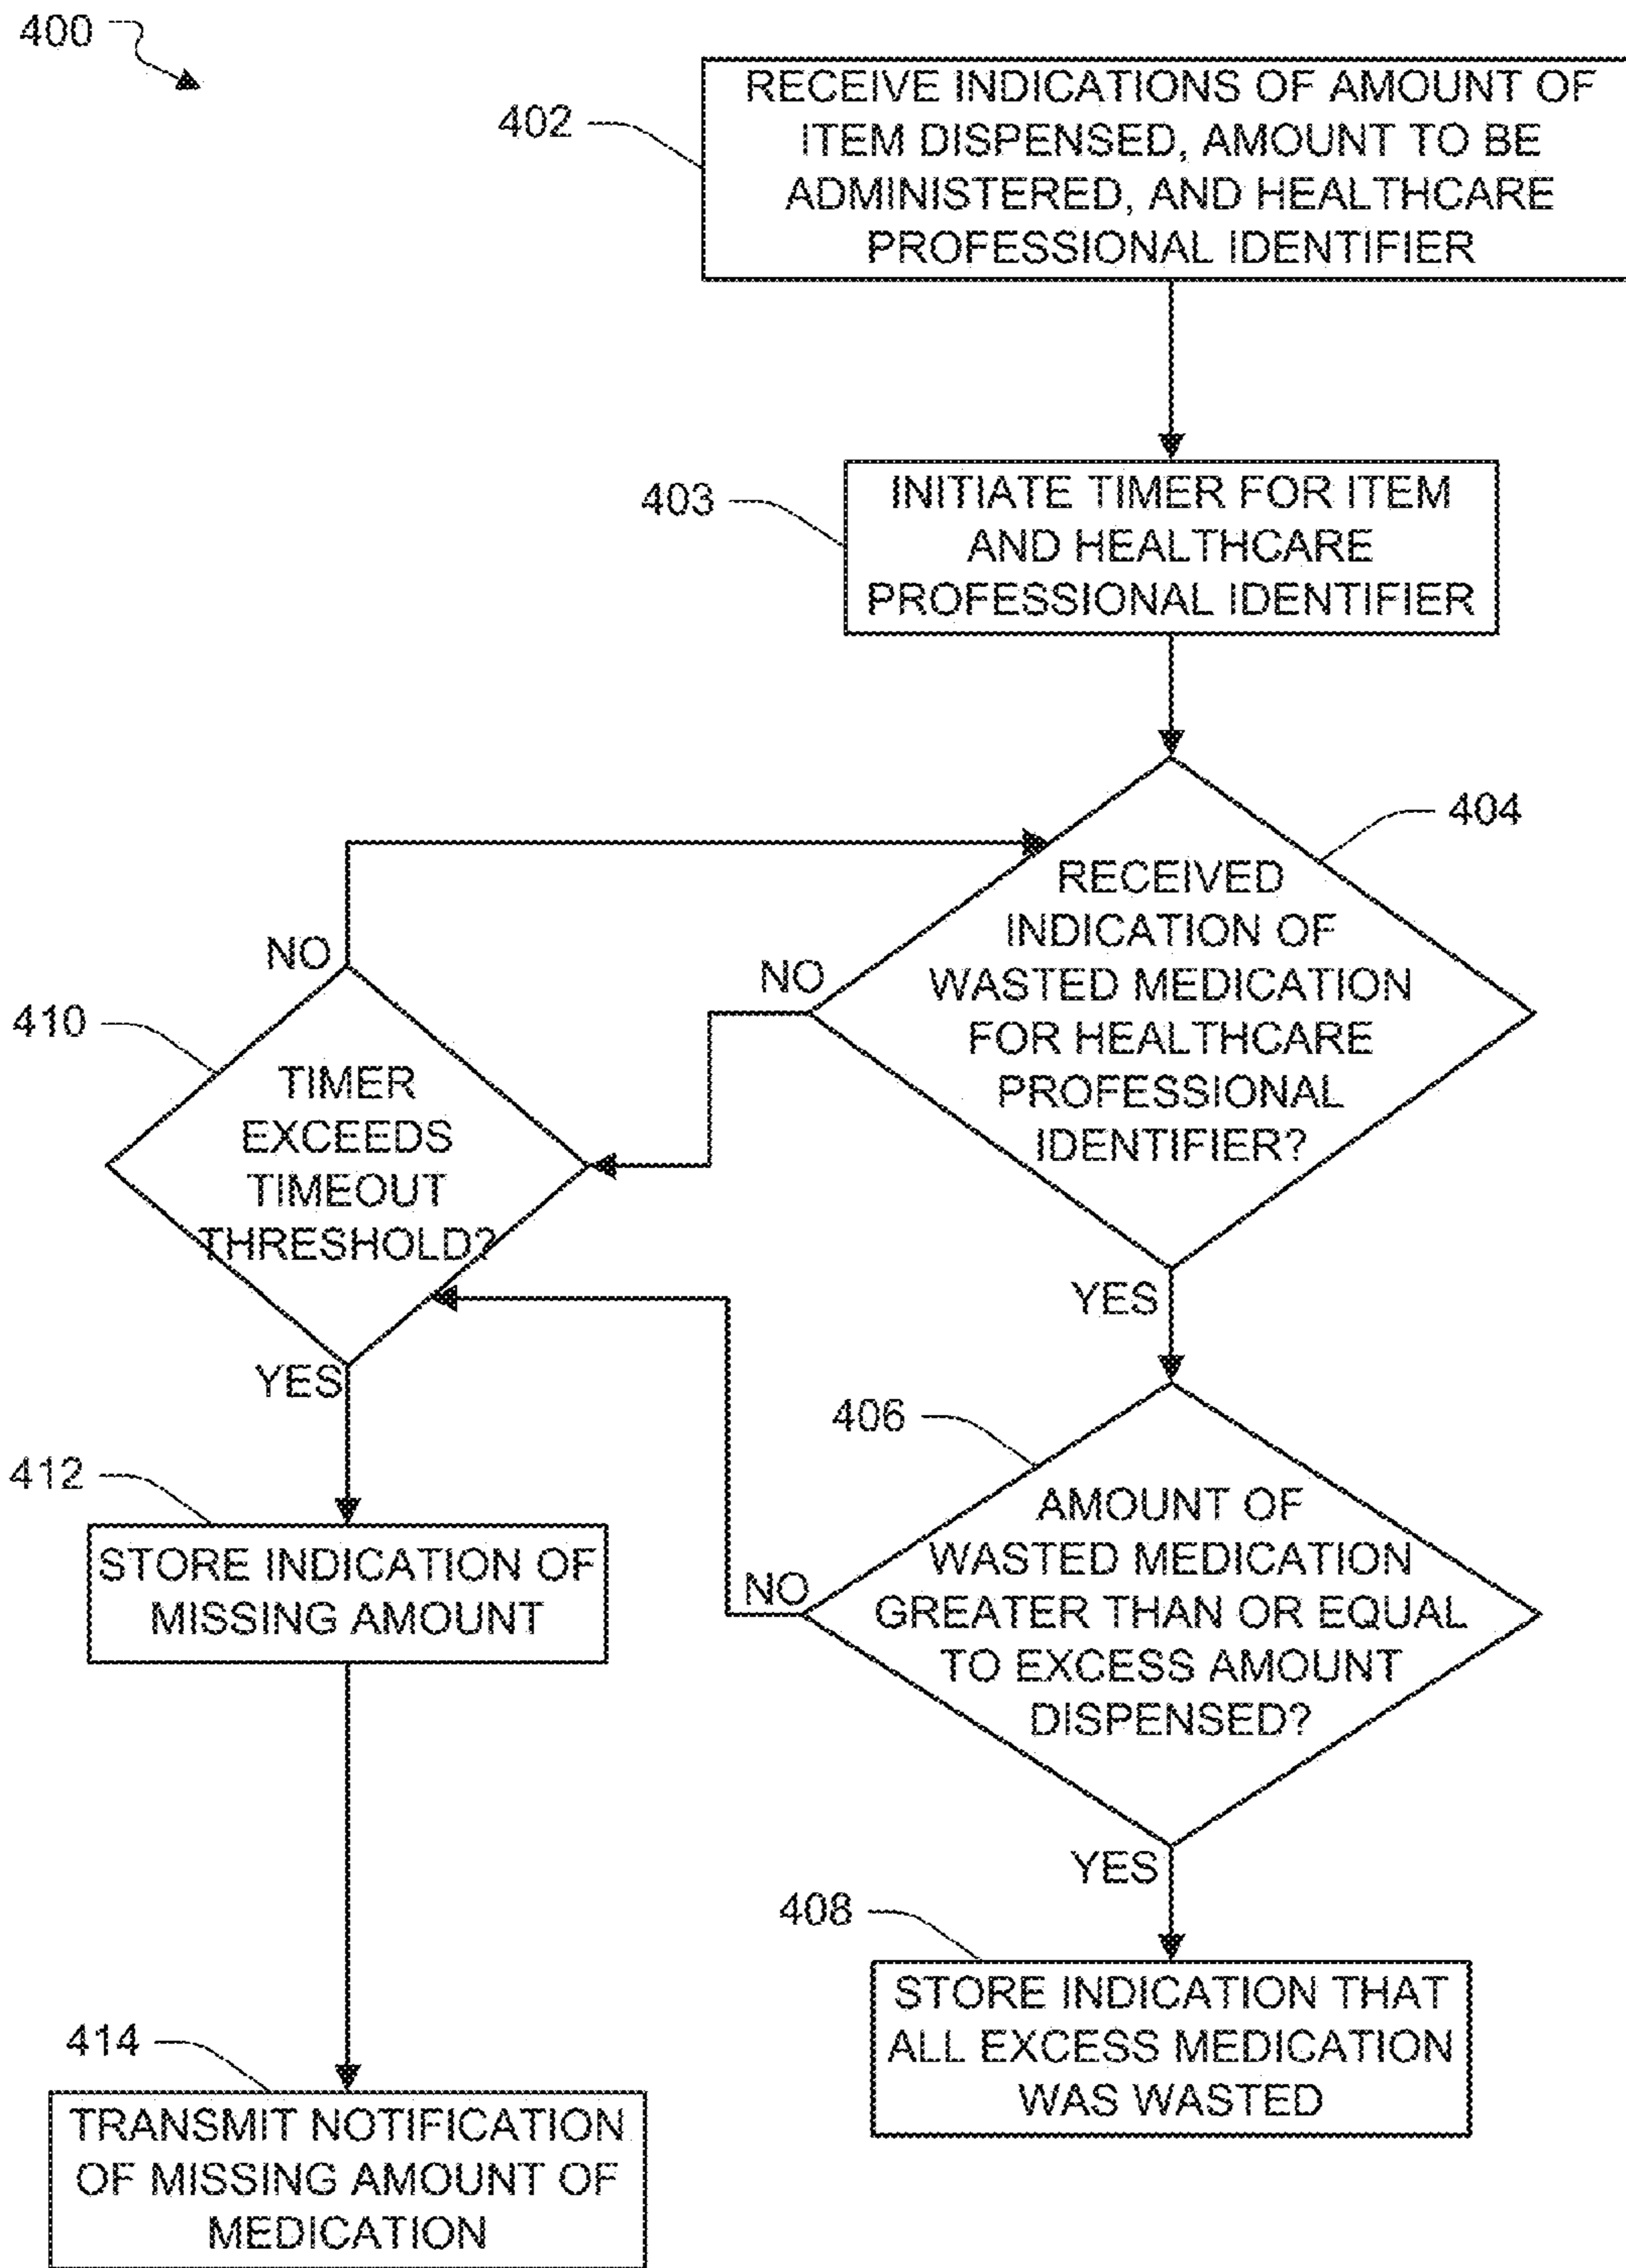 400
402
RECEIVE INDICATIONS OF AMOUNT OF
ITEM DISPENSED, AMOUNT TO BE
ADMINISTERED, AND HEALTHCARE
PROFESSIONAL IDENTIFIER
403
INITIATE TIMER FOR ITEM
AND HEALTHCARE
PROFESSIONAL IDENTIFIER
404
RECEIVED
INDICATION OF
WASTED MEDICATION
FOR HEALTHCARE
PROFESSIONAL
IDENTIFIER?
NO
YES
410
NO
TIMER
EXCEEDS
TIMEOUT
THRESHOLD?
YES
406
AMOUNT OF
WASTED MEDICATION
GREATER THAN OR EQUAL
TO EXCESS AMOUNT
DISPENSED?
NO
YES
412
STORE INDICATION OF
MISSING AMOUNT
408
STORE INDICATION THAT
ALL EXCESS MEDICATION
WAS WASTED
414
TRANSMIT NOTIFICATION
OF MISSING AMOUNT OF
MEDICATION